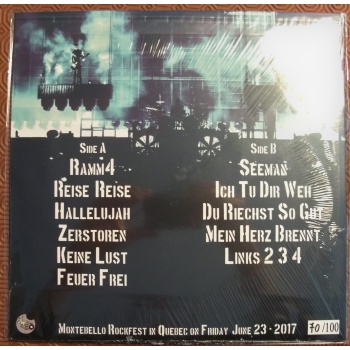 Side A
Ramm4
Reise Reise
Hallelujah
Zerstoren
Keine Lust
Feuer Frei
Side B
Seeman
Ich Tu Dir Weh
Du Riechst So Gut
Mein Herz Brennt
Links 2 3 4
Montebello Rockfest in Quebec on Friday June 23 - 2017
70/100